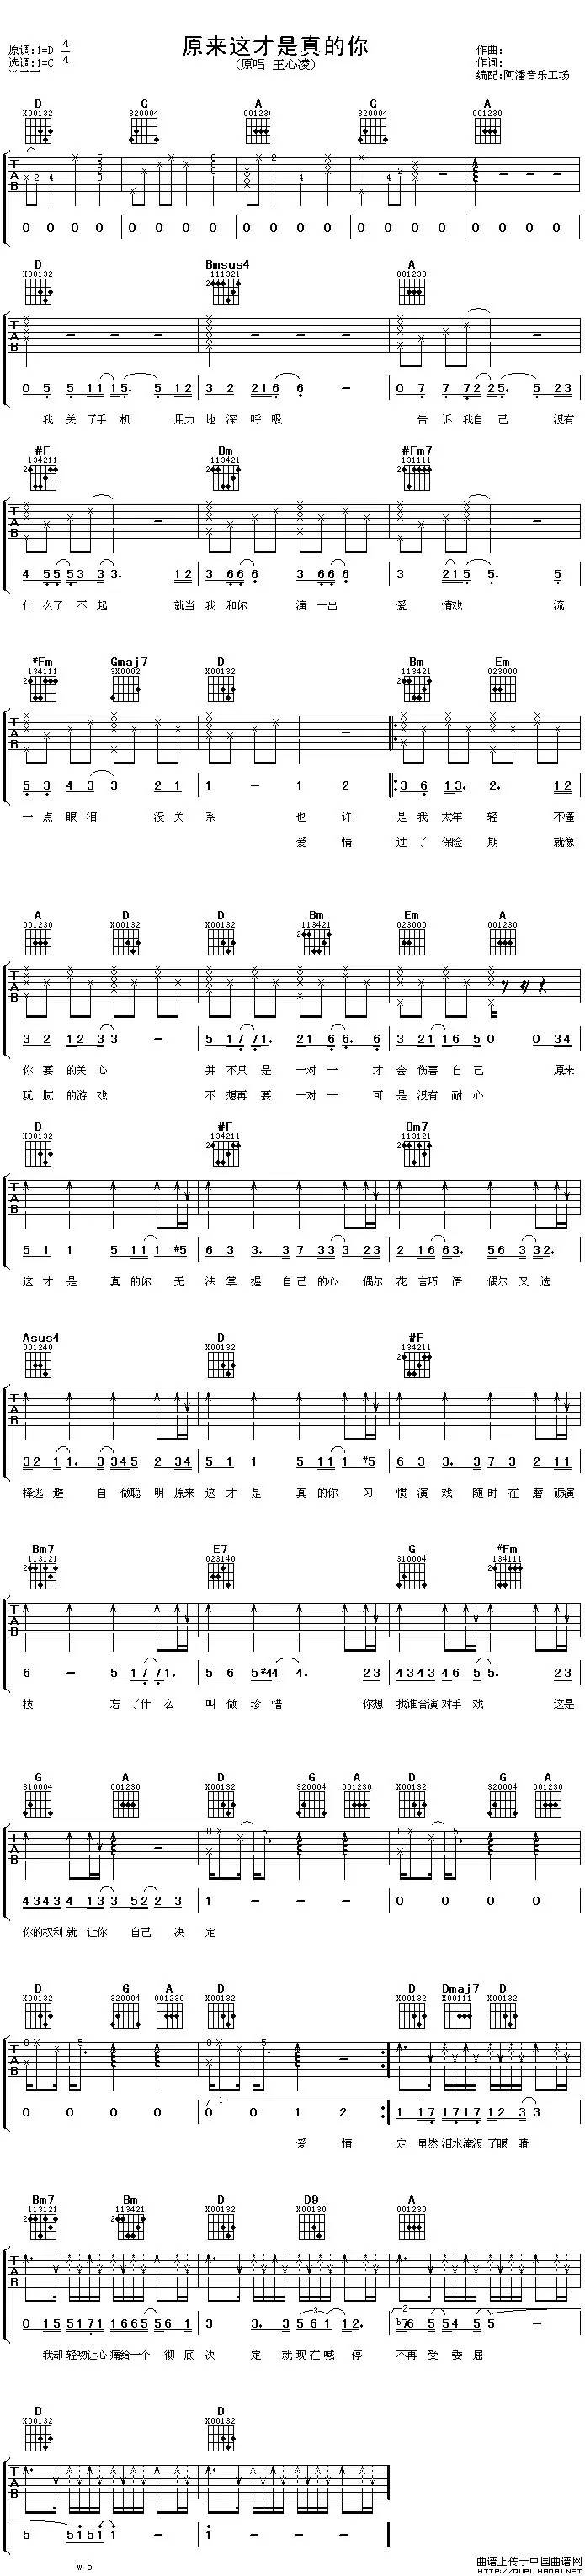 原来这才是真的你
(原唱 王心凌)
原调:1=D 4/4
选调:1=C
作曲:
作词:
编配:阿潘音乐工场
D G A A
X00132 320004 001230 001230
0 0 0 0 0 0 0 0 0 0 0 0 0 0 0 0 0 0 0 0
D Bmsus4 A
X00132 111321 001230
0 5 5 11 15. 5 12 3 2 216 6 - 0 7 7 72 25. 5 23
我 关 了手 机 用力 地 深 呼 吸 告 诉 我自 己 没有
#F Bm #Fm7
134211 113421 131111
4 5553 3 3. 12 3 666 3 666 3 215 5. 5
什 么了 不 起 就当 我 和你 演 一出 爱 情戏 流
#Fm Gmaj7 D Bm Em
134111 3X0002 X00132 113421 023000
5 3 4 3 3 2 1 1 - 1 2 3 6 13. 2. 12
一 点 眼 泪 没 关 系 也 许 是 我 太年 轻 不懂
爱 情 过 了 保险 期 就像
A D D Bm Em A
001230 X00132 X00132 113421 023000 001230
3 2 12 3 3 - 5 17 71. 21 6 6. 6 3 21 16 5 0 0 34
你 要 的关 心 并 不只 是 一对 一 才 会 伤害 自 己 原来
玩 腻 的游 戏 不 想再 要 一对 一 可 是 没有 耐 心
D #F Bm7
X00132 134211 113121
5 1 1 5 11 1 #5 6 3 3. 3 7 33 3 23 2 16 63. 56 3 32.
这 才 是 真 的你 无 法 掌 握 自 己 的心 偶尔 花 言巧 语 偶尔 又 选
Asus4 D #F
001240 X00132 134211
32 1 1. 3 345 2 34 5 1 1 5 11 1 #5 6 3 3. 3 7 3 2 11
择逃 避 自 做聪 明 原来 这 才 是 真 的你 习 惯 演 戏 随 时 在 磨 砺演
Bm7 E7 G #Fm
113121 023140 310004 134111
6 - 5 17 71. 5 6 5#44 4. 23 4343 46 5 5. 23
技 忘 了什 么 叫 做 珍 惜 你想 找谁合演 对手 戏 这是
G A D G A D G A
310004 001230 X00132 320004 001230 X00132 320004 001230
4343 4 13 3 52 2 3 1 - - - 0 0 0 0
你的权利 就 让你 自己 决 定
D G A D D Dmaj7 D
X00132 320004 001230 X00132 X00132 X00111 X00132
0 0 0 0 0 0 1 2 1 17 1717 12 3 3
爱 情 定 虽然 泪水淹没 了眼 睛
Bm7 Bm D D9 A
113121 113421 X00132 X00130 001230
0 15 5171 1665 56 1 3 3. 3 561 12. b76 5 54 5 5 -
我却 轻吻让心 痛给一个 彻 底 决 定 就 现在喊 停 不再 受 委 屈
D D
X00132 X00132
5 5151 1 - - -
wo
曲谱上传于中国曲谱网
HTTP://QUPU.HAO81.NET